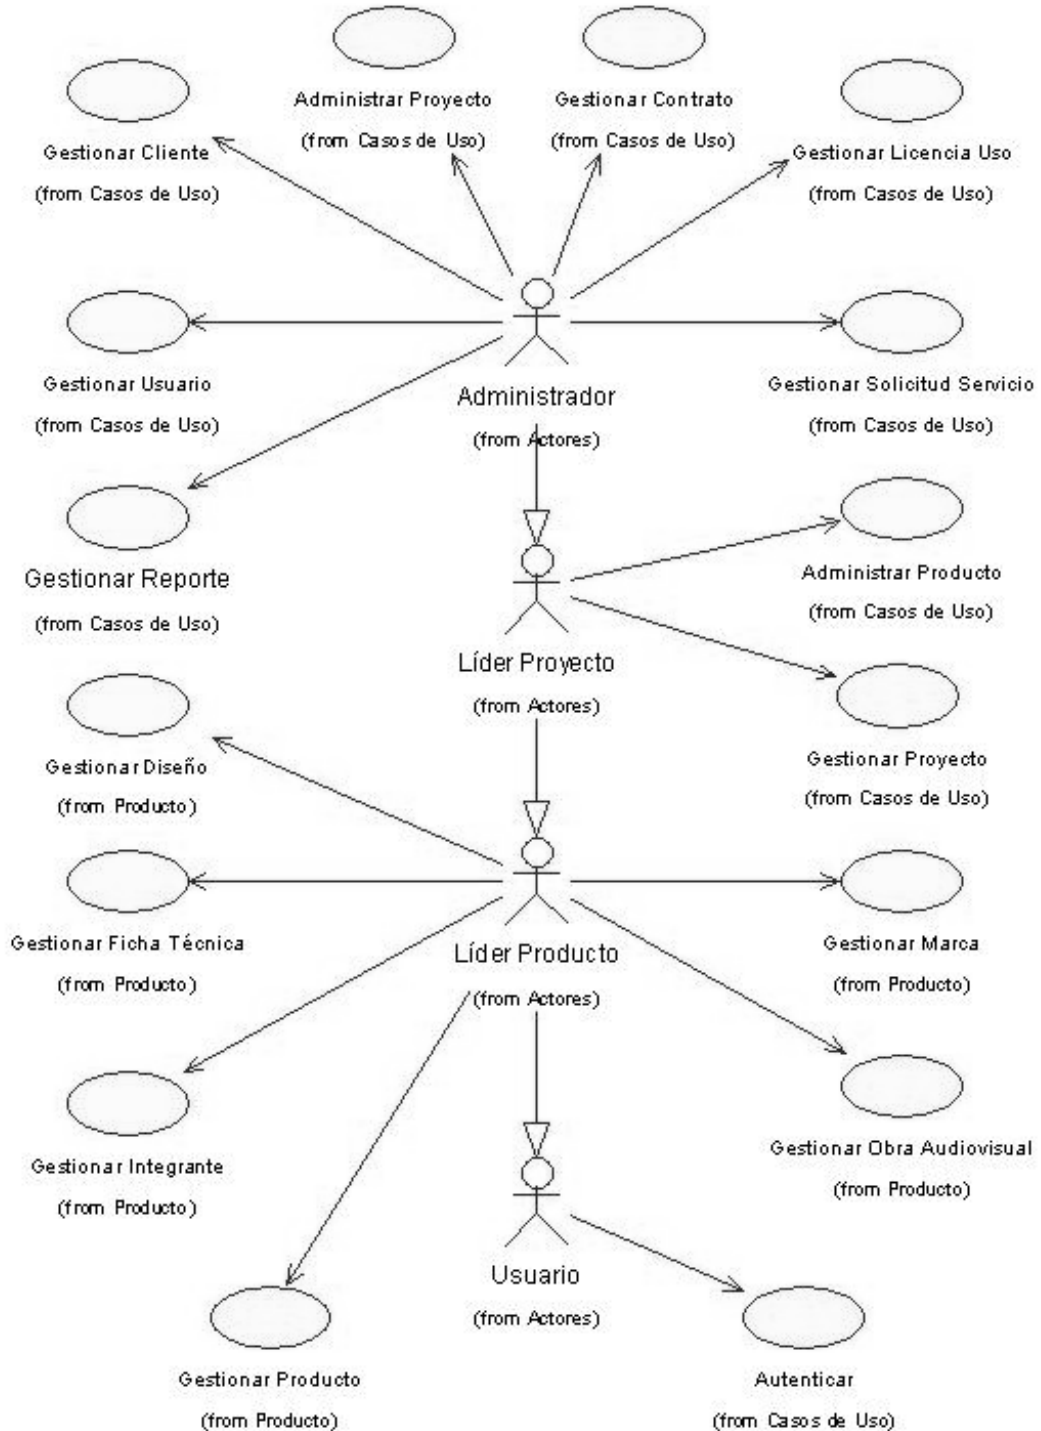 Administrar Proyecto
(from Casos de Uso)
Gestionar Contrato
(from Casos de Uso)
Gestionar Cliente
(from Casos de Uso)
Gestionar Licencia Uso
(from Casos de Uso)
Gestionar Usuario
(from Casos de Uso)
Administrador
(from Actores)
Gestionar Solicitud Servicio
(from Casos de Uso)
Gestionar Reporte
(from Casos de Uso)
Administrar Producto
(from Casos de Uso)
Líder Proyecto
(from Actores)
Gestionar Diseño
(from Producto)
Gestionar Proyecto
(from Casos de Uso)
Gestionar Ficha Técnica
(from Producto)
Líder Producto
(from Actores)
Gestionar Marca
(from Producto)
Gestionar Integrante
(from Producto)
Gestionar Obra Audiovisual
(from Producto)
Usuario
(from Actores)
Gestionar Producto
(from Producto)
Autenticar
(from Casos de Uso)